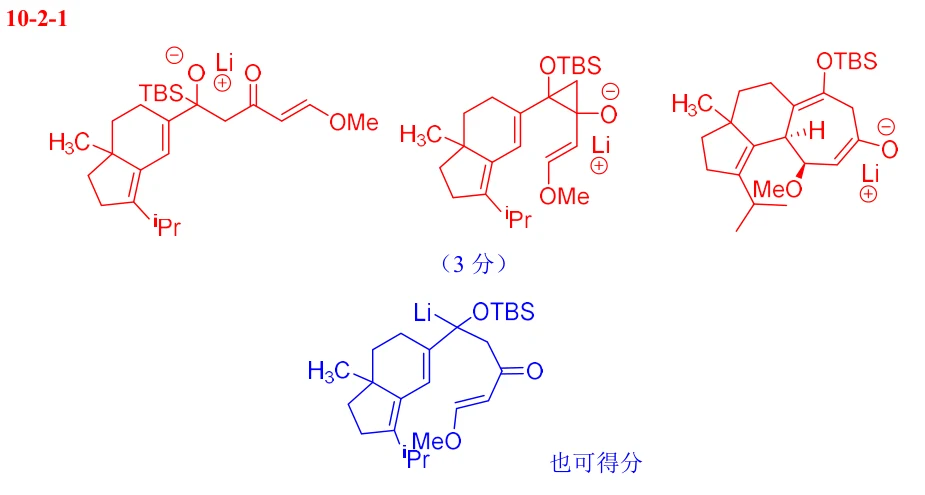 10-2-1
⊖ Li
O O
TBS ⊕
OMe
H3C
iPr
OTBS
⊖
O
H3C Li
⊕
OMe
iPr
OTBS
H3C
H ⊖
O
MeO Li
⊕
(3 分)
Li OTBS
H3C O
MeO
iPr 也可得分